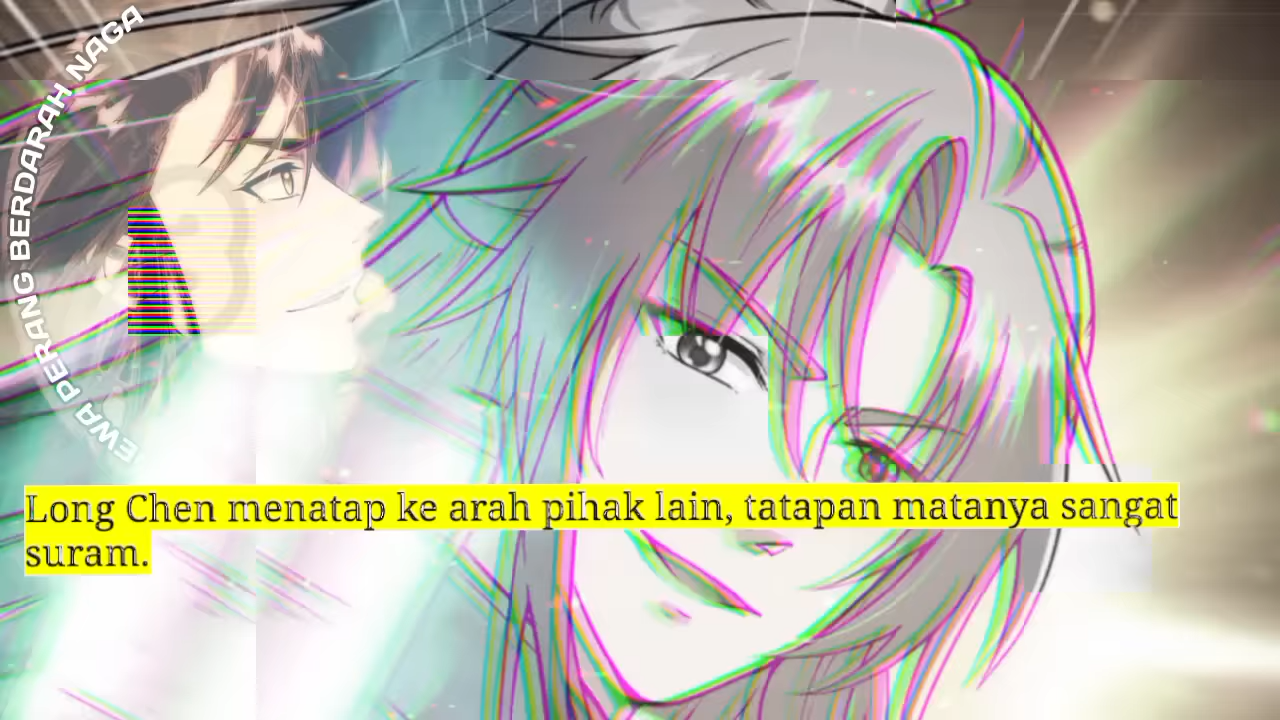 EWA PERANG BERDARAH NAGA
Long Chen menatap ke arah pihak lain, tatapan matanya sangat
suram.